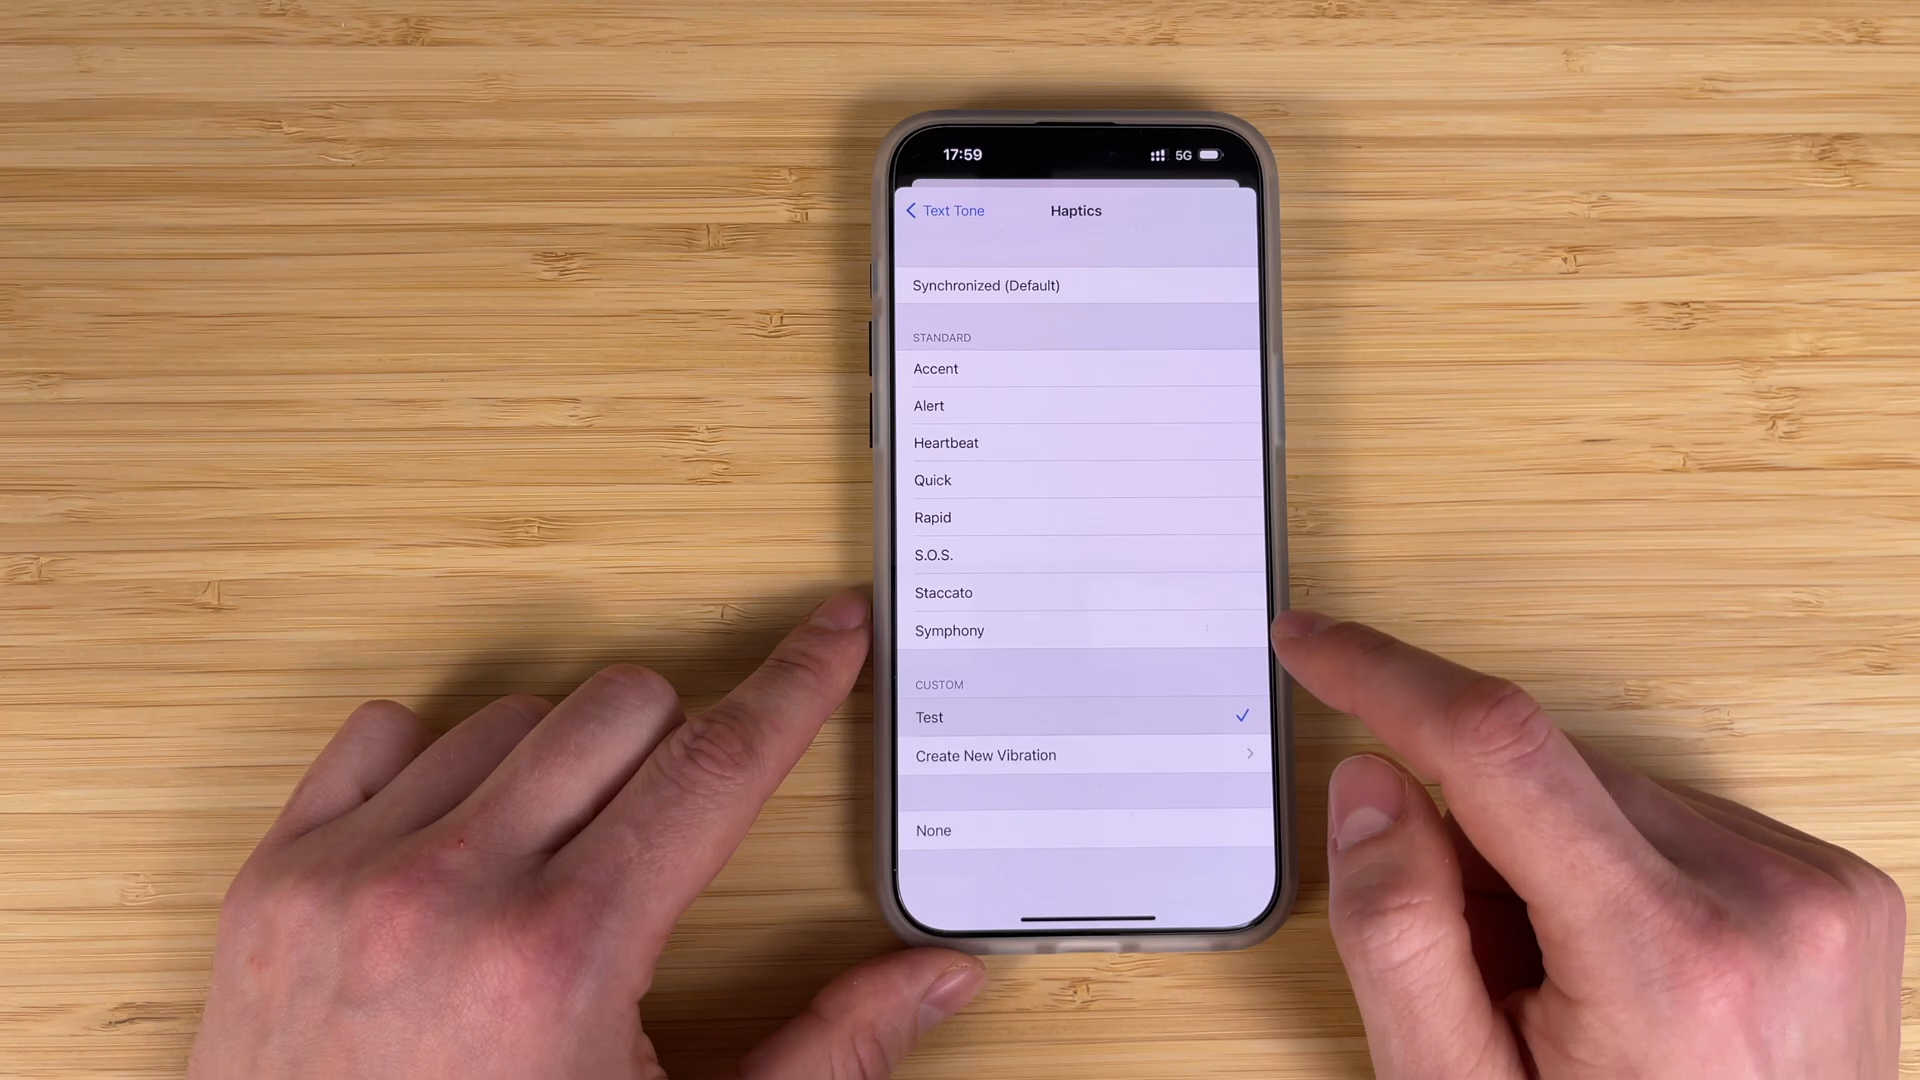 17:59
5G
Text Tone
Haptics
Synchronized (Default)
STANDARD
Accent
Alert
Heartbeat
Quick
Rapid
S.O.S.
Staccato
Symphony
CUSTOM
Test
Create New Vibration
None